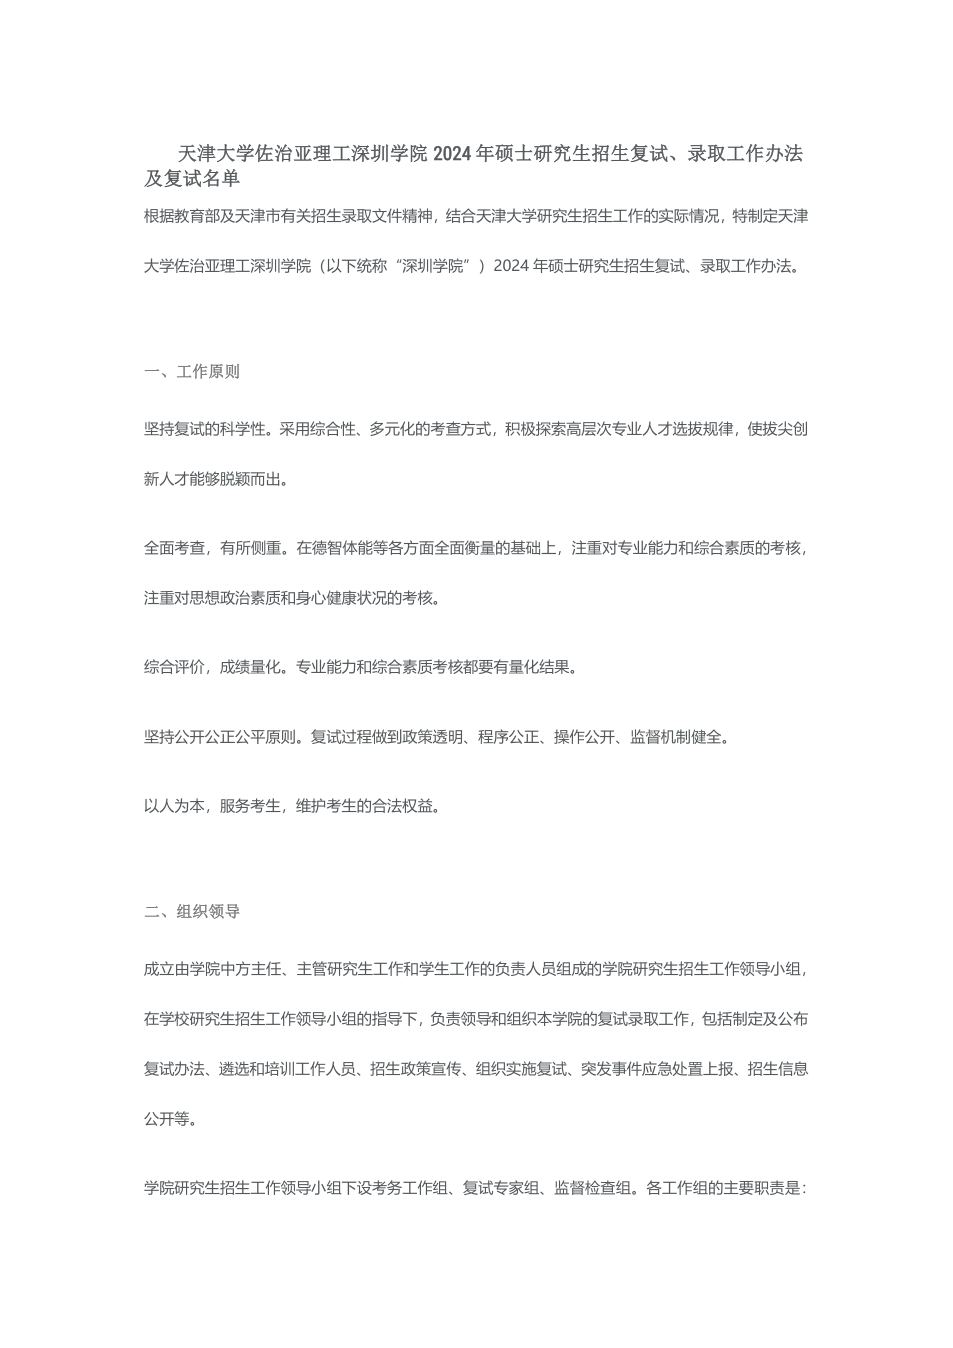 天津大学佐治亚理工深圳学院 2024 年硕士研究生招生复试、录取工作办法
及复试名单
根据教育部及天津市有关招生录取文件精神，结合天津大学研究生招生工作的实际情况，特制定天津
大学佐治亚理工深圳学院（以下统称“深圳学院”）2024 年硕士研究生招生复试、录取工作办法。
一、工作原则
坚持复试的科学性。采用综合性、多元化的考查方式，积极探索高层次专业人才选拔规律，使拔尖创
新人才能够脱颖而出。
全面考查，有所侧重。在德智体能等各方面全面衡量的基础上，注重对专业能力和综合素质的考核，
注重对思想政治素质和身心健康状况的考核。
综合评价，成绩量化。专业能力和综合素质考核都要有量化结果。
坚持公开公正公平原则。复试过程做到政策透明、程序公正、操作公开、监督机制健全。
以人为本，服务考生，维护考生的合法权益。
二、组织领导
成立由学院中方主任、主管研究生工作和学生工作的负责人员组成的学院研究生招生工作领导小组，
在学校研究生招生工作领导小组的指导下，负责领导和组织本学院的复试录取工作，包括制定及公布
复试办法、遴选和培训工作人员、招生政策宣传、组织实施复试、突发事件应急处置上报、招生信息
公开等。
学院研究生招生工作领导小组下设考务工作组、复试专家组、监督检查组。各工作组的主要职责是：